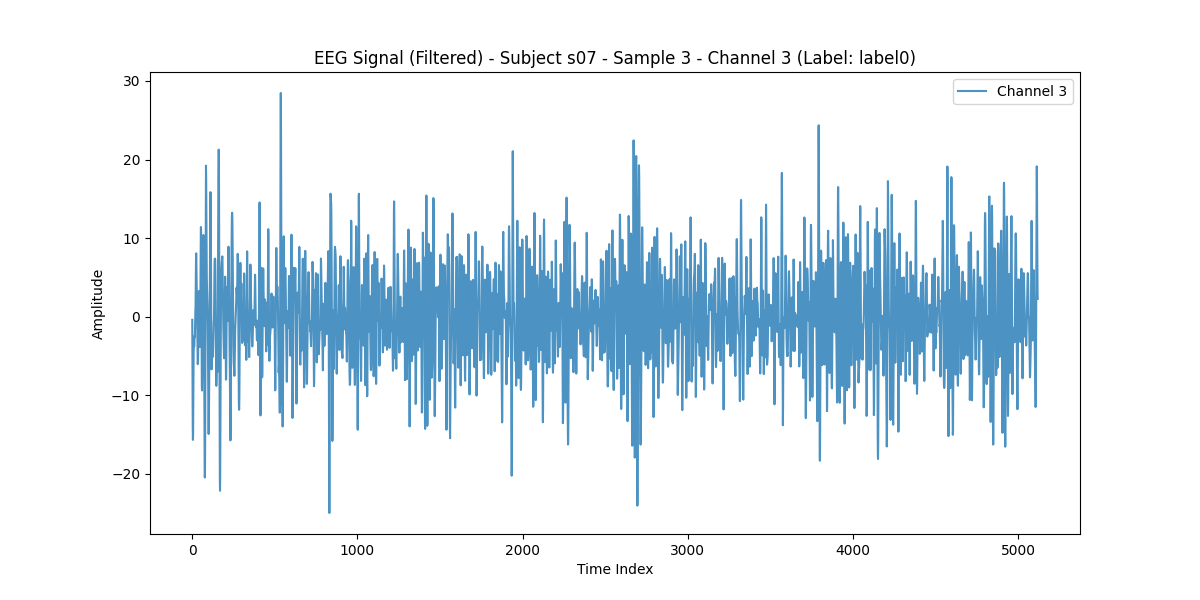 EEG Signal (Filtered) - Subject s07 - Sample 3 - Channel 3 (Label: label0)
Channel 3
30
20
10
0
−10
−20
Amplitude
0 1000 2000 3000 4000 5000
Time Index